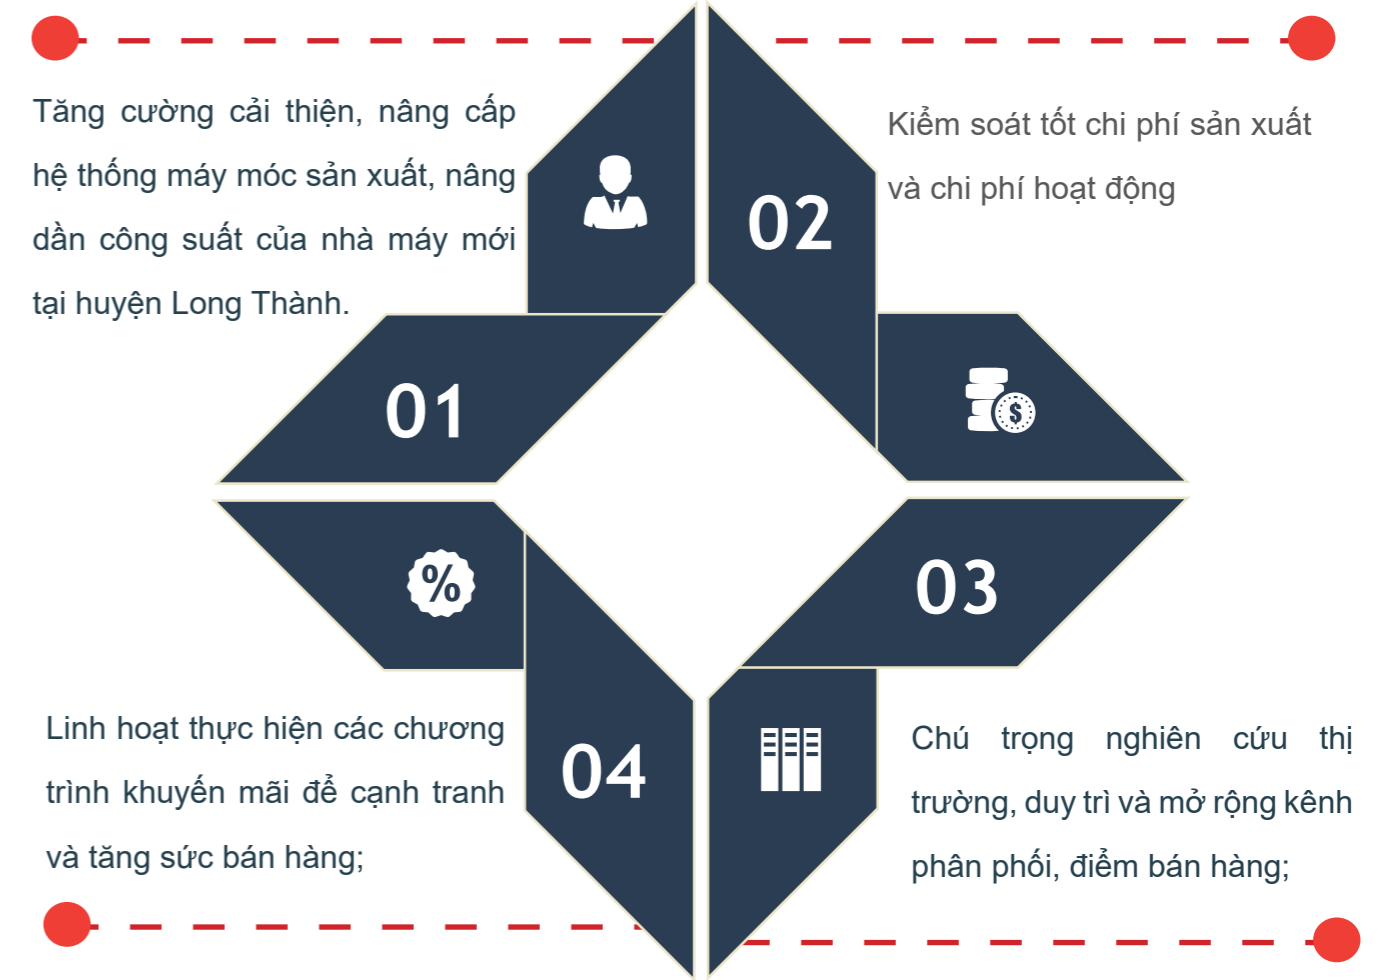 Tăng cường cải thiện, nâng cấp
hệ thống máy móc sản xuất, nâng
dần công suất của nhà máy mới
tại huyện Long Thành.
01
02
Kiểm soát tốt chi phí sản xuất
và chi phí hoạt động
$
%
04
Linh hoạt thực hiện các chương
trình khuyến mãi để cạnh tranh
và tăng sức bán hàng;
03
Chú trọng nghiên cứu thị
trường, duy trì và mở rộng kênh
phân phối, điểm bán hàng;